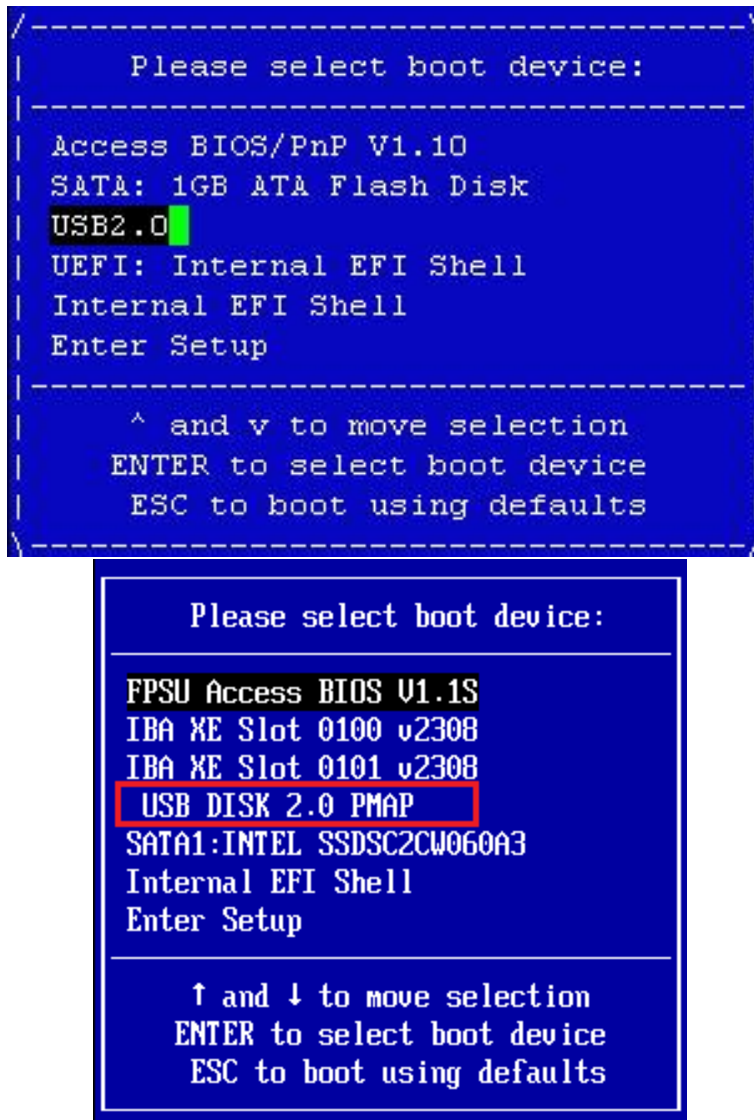 Please select boot device:
Access BIOS/PnP V1.10
SATA: 1GB ATA Flash Disk
USB2.0
UEFI: Internal EFI Shell
Internal EFI Shell
Enter Setup
^ and v to move selection
ENTER to select boot device
ESC to boot using defaults
Please select boot device:
FPSU Access BIOS V1.1S
IBA XE Slot 0100 v2308
IBA XE Slot 0101 v2308
USB DISK 2.0 PMAP
SATA1:INTEL SSDSC2CW060A3
Internal EFI Shell
Enter Setup
↑ and ↓ to move selection
ENTER to select boot device
ESC to boot using defaults